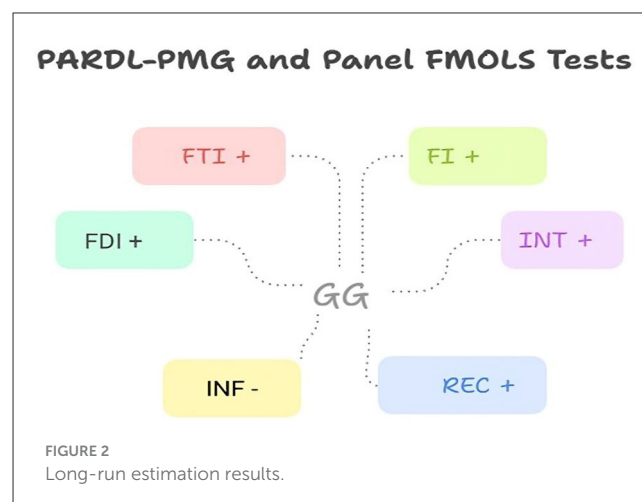 PARDL-PMG and Panel FMOLS Tests
FTI +
FI +
FDI +
INT +
GG
INF -
REC +
FIGURE 2
Long-run estimation results.